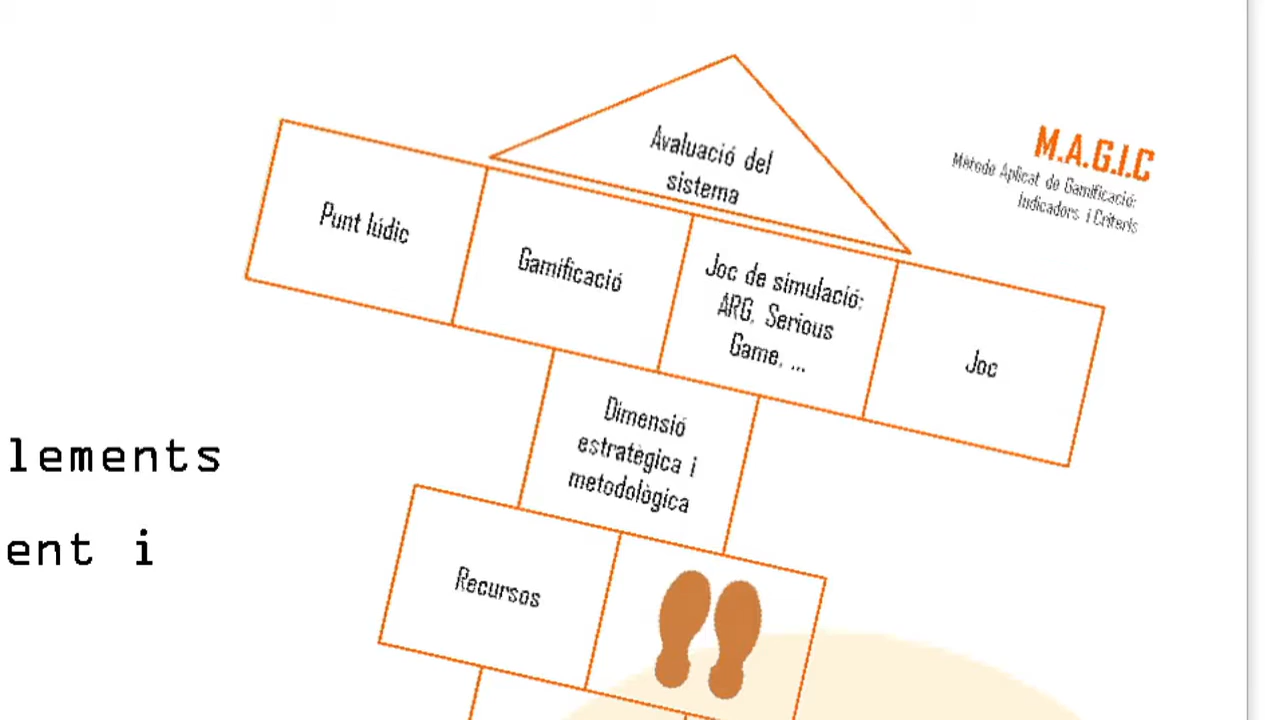 Avaluació del
sistema
M.A.G.I.C
Mètode Aplicat de Gamificació:
Indicadors i Criteris
Punt lúdic
Gamificació
Joc de simulació:
ARG, Serious
Game, ...
Joc
Dimensió
estratègica i
metodològica
lements
ent i
Recursos